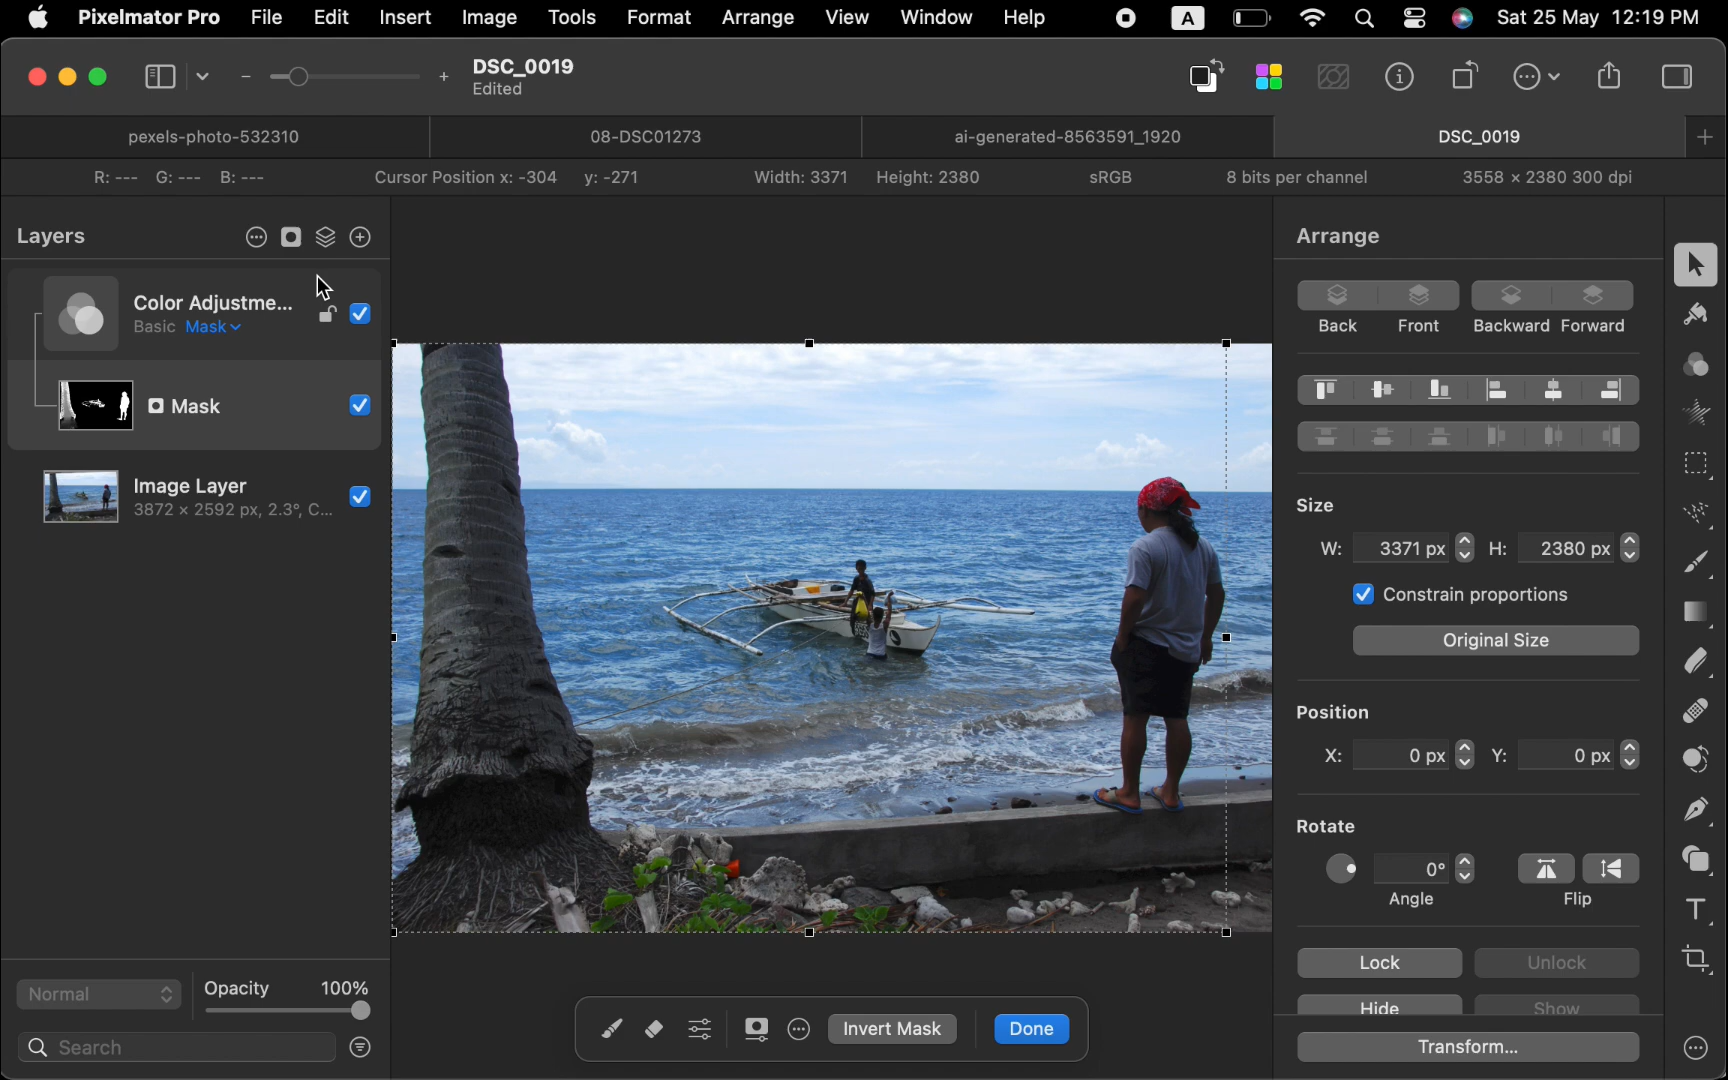 Pixelmator Pro File Edit Insert Image Tools Format Arrange View Window Help A Sat 25 May 12:19 PM
DSC_0019
Edited
pexels-photo-532310 08-DSC01273 ai-generated-8563591_1920 DSC_0019
R: --- G: --- B: --- Cursor Position x: -304 y: -271 Width: 3371 Height: 2380 sRGB 8 bits per channel 3558 × 2380 300 dpi
Layers
Color Adjustme...
Basic Mask
Mask
Image Layer
3872 × 2592 px, 2.3°, C...
Normal Opacity 100%
Search
Invert Mask Done
Arrange
Back Front Backward Forward
Size
W: 3371 px H: 2380 px
Constrain proportions
Original Size
Position
X: 0 px Y: 0 px
Rotate
0°
Angle Flip
Lock Unlock
Hide Show
Transform...